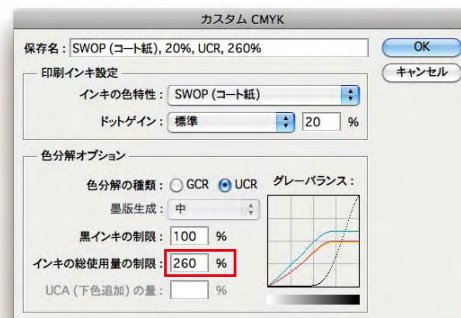 カスタム CMYK
保存名 : SWOP (コート紙), 20%, UCR, 260%
OK
キャンセル
印刷インキ設定
インキの色特性 : SWOP (コート紙)
ドットゲイン : 標準 20 %
色分解オプション
色分解の種類 : GCR UCR グレーバランス :
墨版生成 : 中
黒インキの制限 : 100 %
インキの総使用量の制限 : 260 %
UCA (下色追加) の量 : %